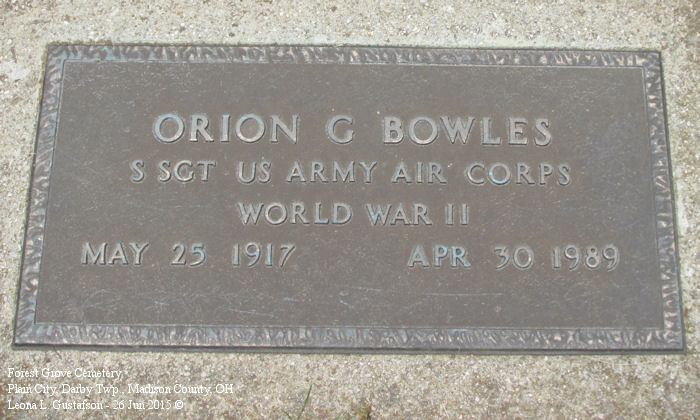 ORION G BOWLES
S SGT US ARMY AIR CORPS
WORLD WAR II
MAY 25 1917 APR 30 1989
Forest Grove Cemetery,
Plain City, Darby Twp., Madison County, OH
Leona L. Gustafson - 26 Jun 2015 ©